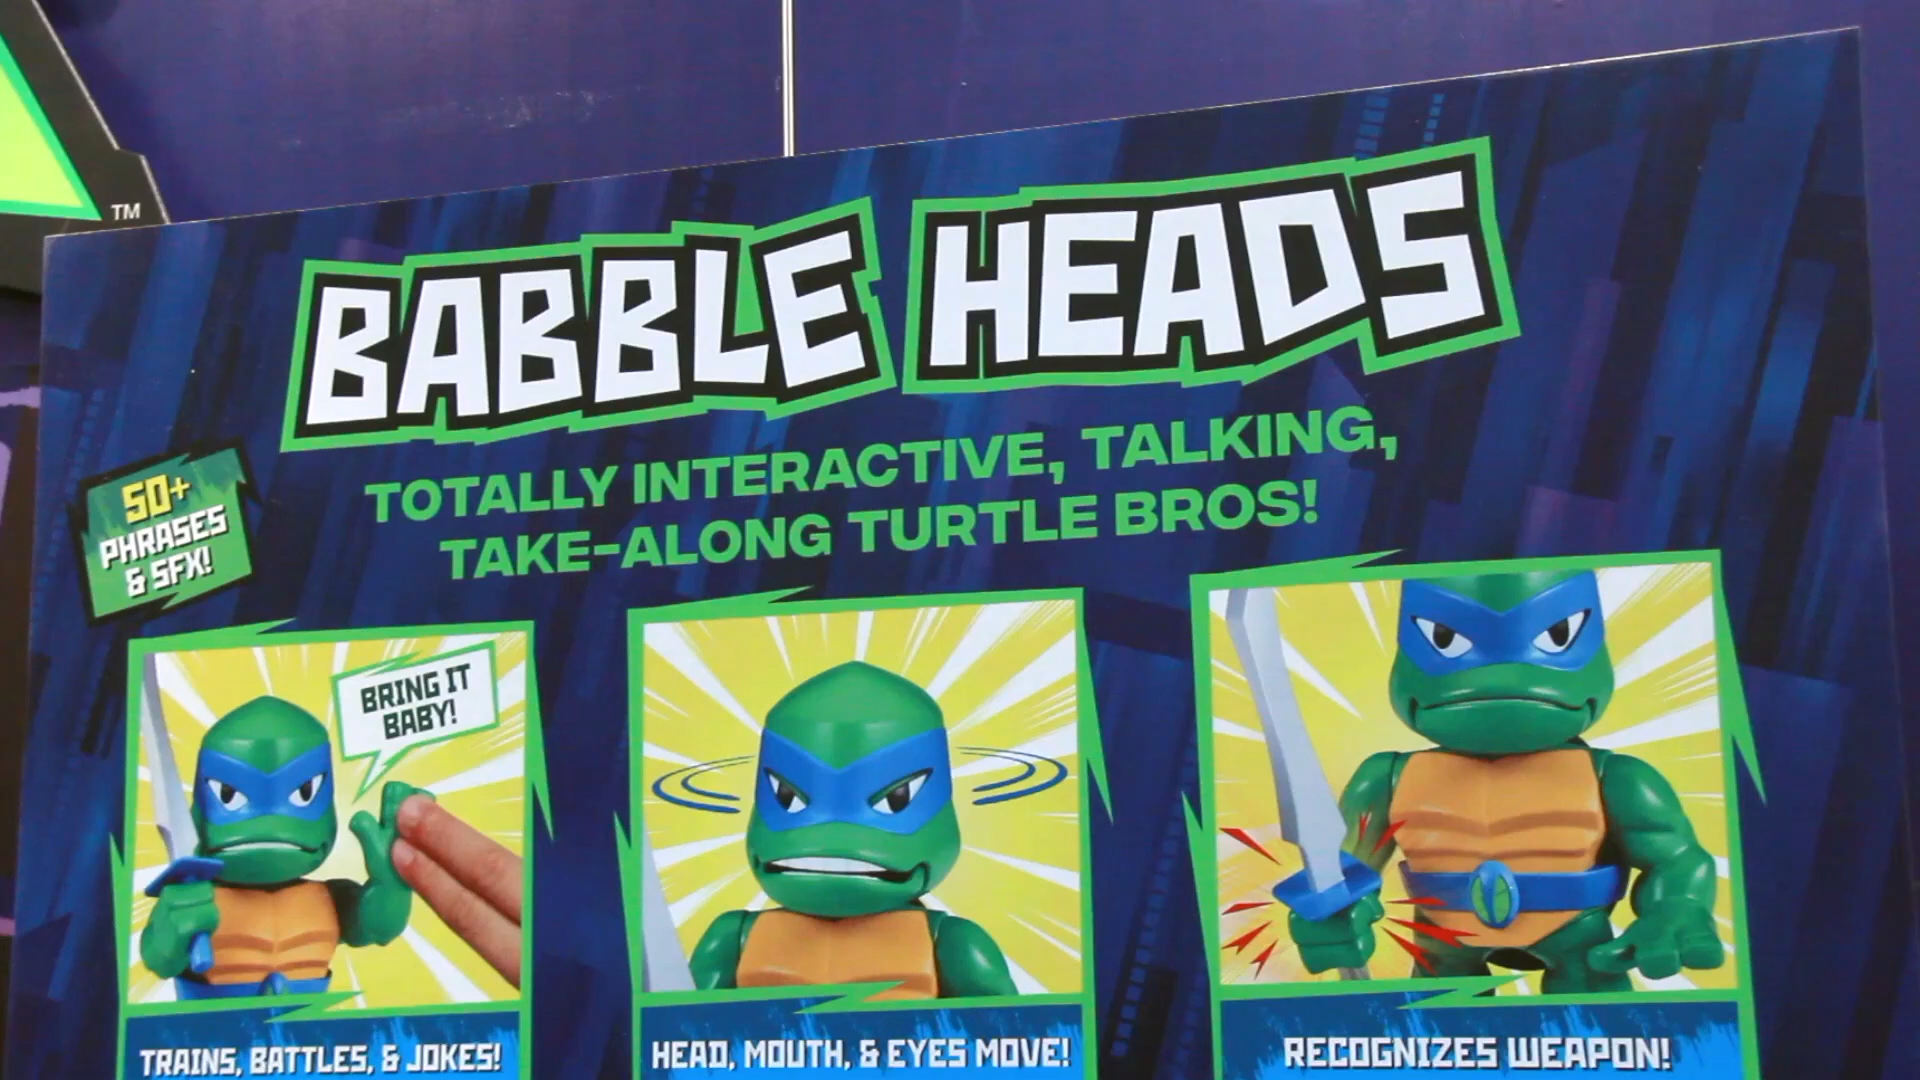 TM
BABBLE HEADS
TOTALLY INTERACTIVE, TALKING,
TAKE-ALONG TURTLE BROS!
50+
PHRASES
& SFX!
BRING IT
BABY!
TRAINS, BATTLES, & JOKES!
HEAD, MOUTH, & EYES MOVE!
RECOGNIZES WEAPON!